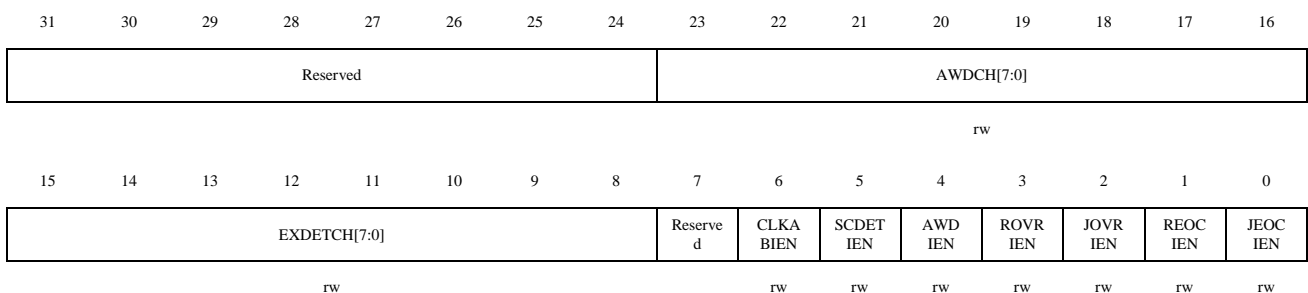 31 30 29 28 27 26 25 24 23 22 21 20 19 18 17 16
Reserved AWDCH[7:0]
rw
15 14 13 12 11 10 9 8 7 6 5 4 3 2 1 0
EXDETCH[7:0] Reserve CLKA SCDET AWD ROVR JOVR REOC JEOC
d BIEN IEN IEN IEN IEN IEN IEN
rw rw rw rw rw rw rw rw